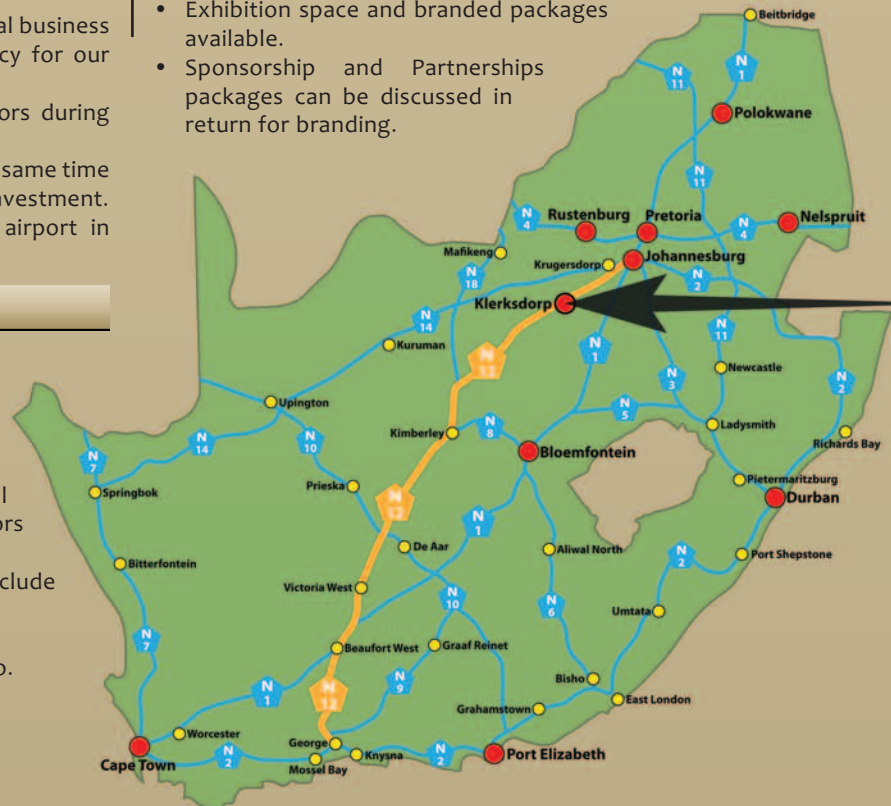 al business
cy for our
ors during
same time
nvestment.
airport in
l
ors
clude
o.
• Exhibition space and branded packages
available.
• Sponsorship and Partnerships
packages can be discussed in
return for branding.
Beitbridge
N
1
N
11
Polokwane
N
11
N
4
Rustenburg
Pretoria
N
4
Nelspruit
Mafikeng
Krugersdorp
Johannesburg
N
18
N
2
Klerksdorp
N
14
N
11
Kuruman
N
1
N
12
Newcastle
N
3
N
2
Upington
N
5
Ladysmith
Kimberley
N
8
Richards Bay
N
14
N
10
Bloemfontein
N
7
Springbok
Prieska
Pietermaritzburg
Durban
N
12
N
1
De Aar
Aliwal North
N
2
Port Shepstone
Bitterfontein
Victoria West
N
10
N
6
Umtata
N
7
Beaufort West
Graaf Reinet
N
9
Bisho
N
1
N
12
East London
Grahamstown
Worcester
George
Cape Town
N
2
Mossel Bay
Knysna
N
2
Port Elizabeth